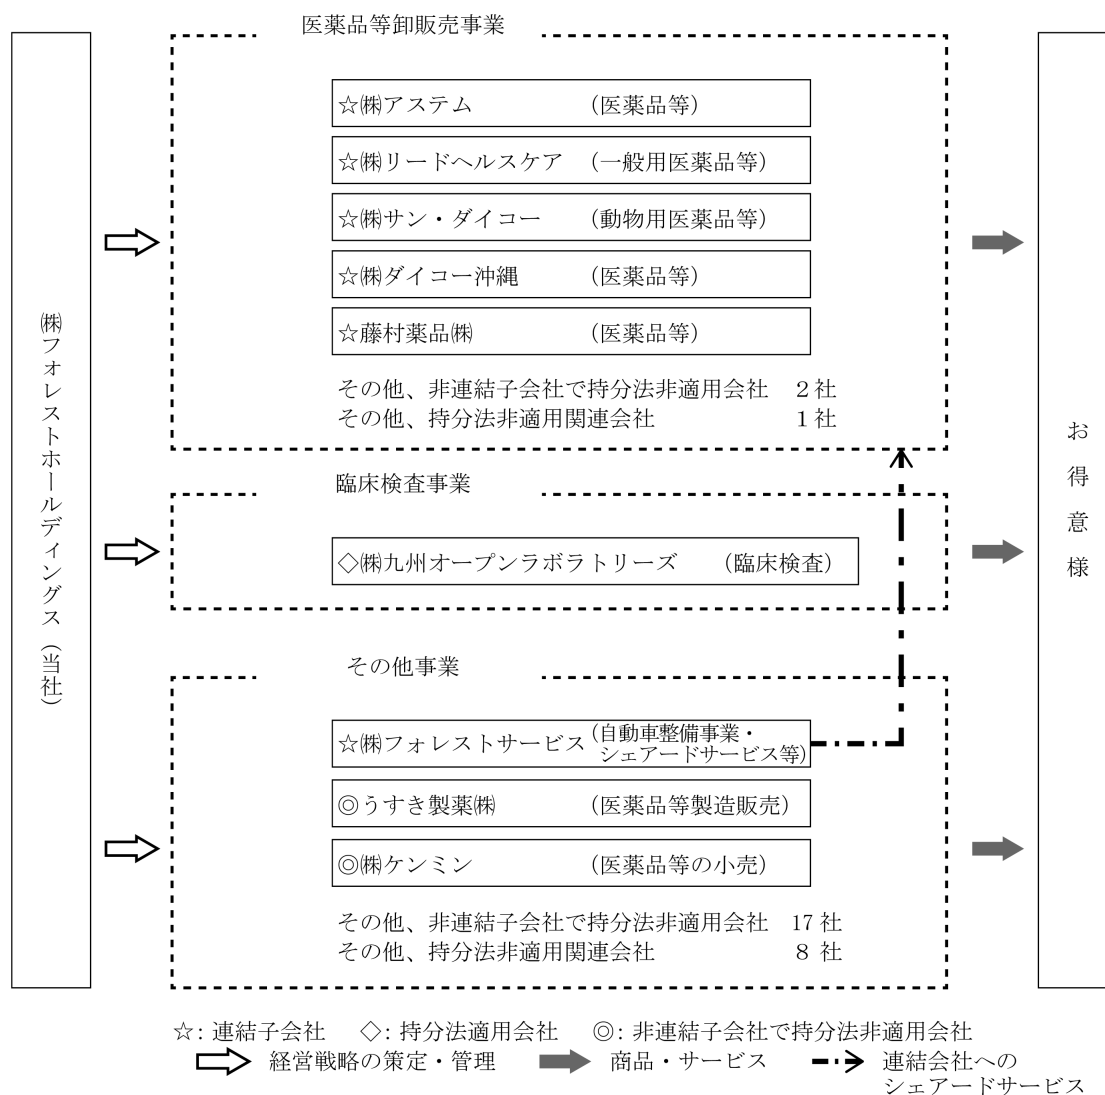 医薬品等卸販売事業
☆㈱アステム （医薬品等）
☆㈱リードヘルスケア （一般用医薬品等）
☆㈱サン・ダイコー （動物用医薬品等）
☆㈱ダイコー沖縄 （医薬品等）
☆藤村薬品㈱ （医薬品等）
その他、非連結子会社で持分法非適用会社 2社
その他、持分法非適用関連会社 1社
㈱フォレストホールディングス（当社）
お得意様
臨床検査事業
◇㈱九州オープンラボラトリーズ （臨床検査）
その他事業
☆㈱フォレストサービス（自動車整備事業・
シェアードサービス等）
◎うすき製薬㈱ （医薬品等製造販売）
◎㈱ケンミン （医薬品等の小売）
その他、非連結子会社で持分法非適用会社 17社
その他、持分法非適用関連会社 8社
☆：連結子会社 ◇：持分法適用会社 ◎：非連結子会社で持分法非適用会社
経営戦略の策定・管理 商品・サービス 連結会社への
シェアードサービス